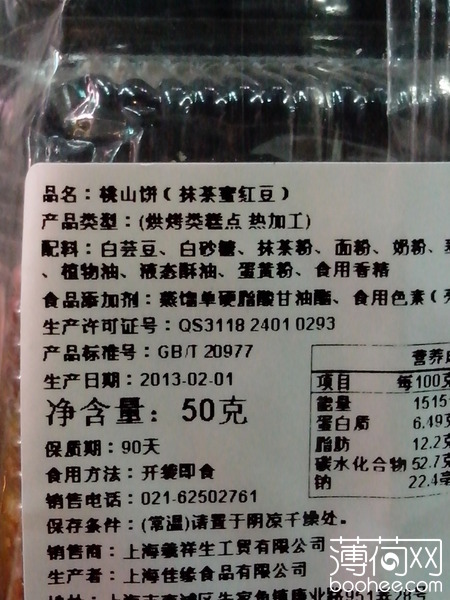 品名：桃山饼（抹茶蜜红豆）
产品类型：(烘烤类糕点 热加工)
配料：白芸豆、白砂糖、抹茶粉、面粉、奶粉、
、植物油、液态酥油、蛋黄粉、食用香精
食品添加剂：蒸馏单硬脂酸甘油酯、食用色素（
生产许可证号：QS3118 2401 0293
产品标准号：GB/T 20977
生产日期：2013-02-01
净含量：50克
保质期：90天
食用方法：开袋即食
销售电话：021-62502761
保存条件：(常温)请置于阴凉干燥处。
销售商：上海義祥生工贸有限公司
生产者：上海佳缘食品有限公司
营养成
项目 每100克
能量 1515
蛋白质 6.49克
脂肪 12.2克
碳水化合物 52.7克
钠 22.4毫
薄荷网
boohee.com